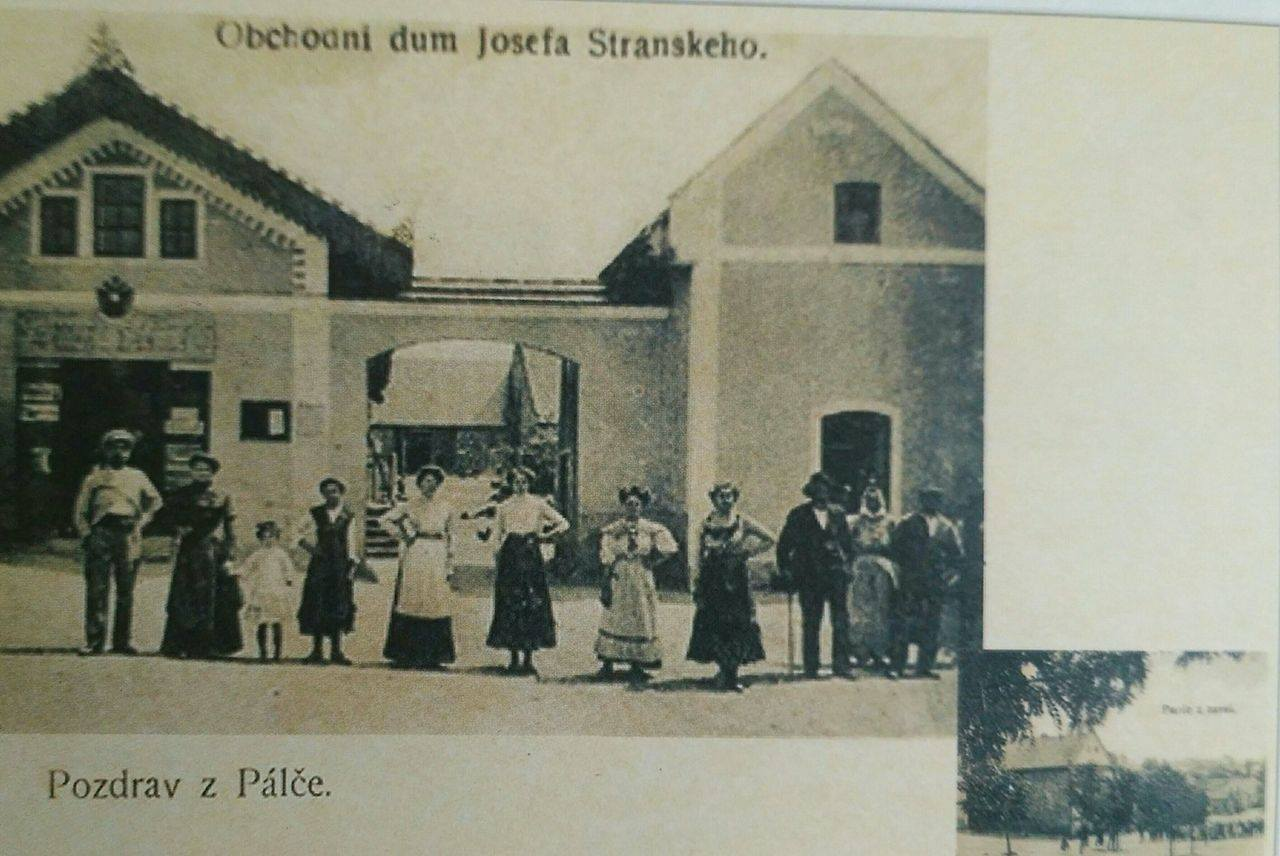 Obchodni dum Josefa Stranskeho.
Pozdrav z Pálče.